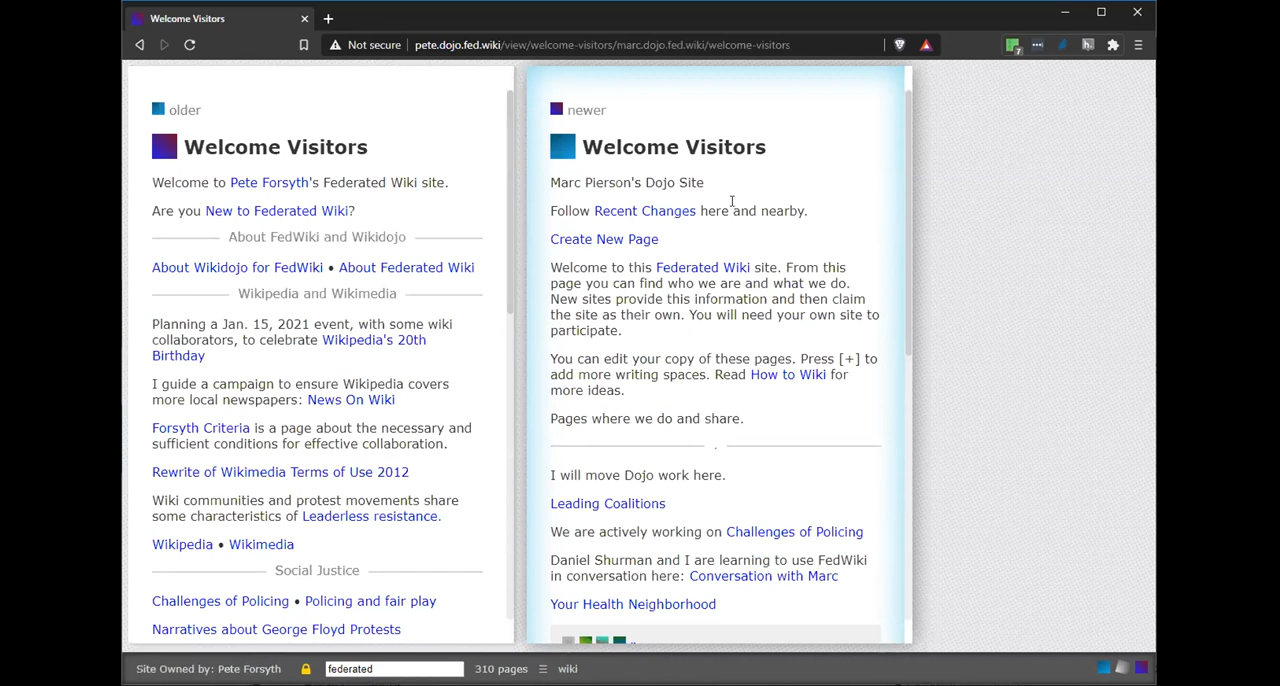 Welcome Visitors
Not secure
pete.dojo.fed.wiki/view/welcome-visitors/marc.dojo.fed.wiki/welcome-visitors
7
h.
older
Welcome Visitors
Welcome to Pete Forsyth's Federated Wiki site.
Are you New to Federated Wiki?
About FedWiki and Wikidojo
About Wikidojo for FedWiki • About Federated Wiki
Wikipedia and Wikimedia
Planning a Jan. 15, 2021 event, with some wiki
collaborators, to celebrate Wikipedia's 20th
Birthday
I guide a campaign to ensure Wikipedia covers
more local newspapers: News On Wiki
Forsyth Criteria is a page about the necessary and
sufficient conditions for effective collaboration.
Rewrite of Wikimedia Terms of Use 2012
Wiki communities and protest movements share
some characteristics of Leaderless resistance.
Wikipedia • Wikimedia
Social Justice
Challenges of Policing • Policing and fair play
Narratives about George Floyd Protests
newer
Welcome Visitors
Marc Pierson's Dojo Site
Follow Recent Changes here and nearby.
Create New Page
Welcome to this Federated Wiki site. From this
page you can find who we are and what we do.
New sites provide this information and then claim
the site as their own. You will need your own site to
participate.
You can edit your copy of these pages. Press [+] to
add more writing spaces. Read How to Wiki for
more ideas.
Pages where we do and share.
.
I will move Dojo work here.
Leading Coalitions
We are actively working on Challenges of Policing
Daniel Shurman and I are learning to use FedWiki
in conversation here: Conversation with Marc
Your Health Neighborhood
Site Owned by: Pete Forsyth
federated
310 pages
wiki